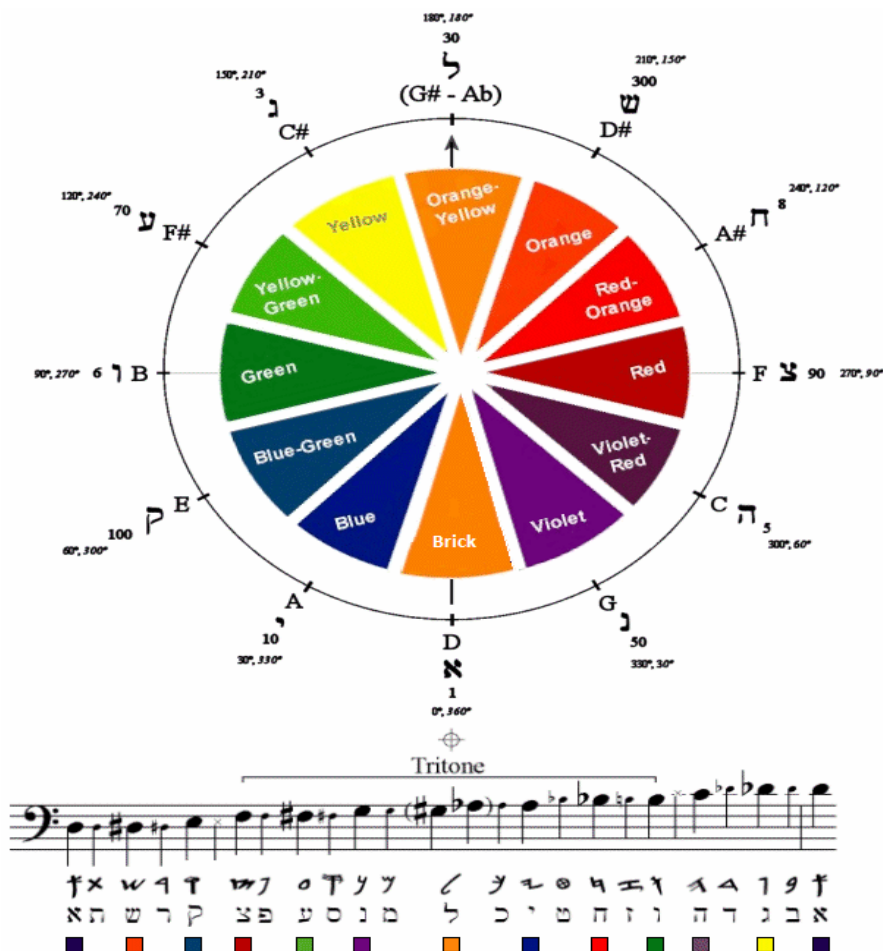 180°, 180°
30
ל
(G# - Ab)
150°, 210°
3
ג
C#
210°, 150°
300
ש
D#
120°, 240°
70
ע
F#
240°, 120°
8
ח
A#
Yellow
Orange-
Yellow
Orange
Yellow-
Green
Red-
Orange
90°, 270°
6
ו
B
Green
Red
F
צ
90
270°, 90°
Blue-Green
Violet-
Red
Blue
Brick
Violet
E
ק
100
60°, 300°
C
ה
5
300°, 60°
A
י
10
30°, 330°
G
נ
50
330°, 30°
D
א
1
0°, 360°
Tritone
א ת ש ר ק צ פ ע ס נ מ ל כ י ט ח ז ו ה ד ג ב א